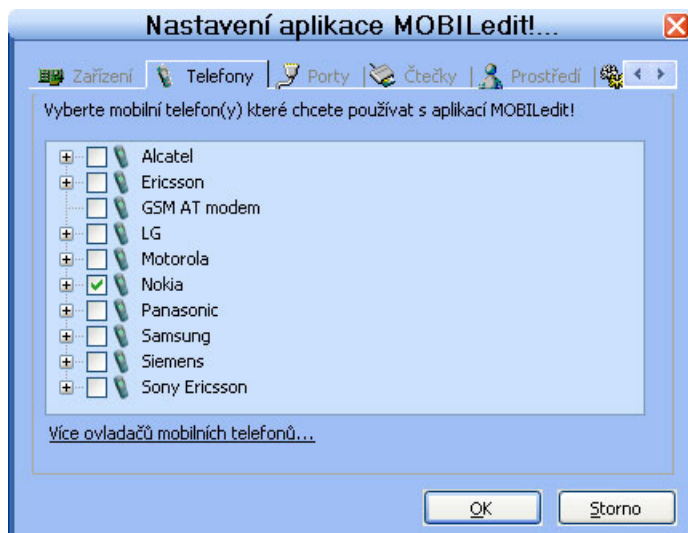 Nastavení aplikace MOBILedit!...
Zařízení Telefony Porty Čtečky Prostředí
Vyberte mobilní telefon(y) které chcete používat s aplikací MOBILedit!
Alcatel
Ericsson
GSM AT modem
LG
Motorola
Nokia
Panasonic
Samsung
Siemens
Sony Ericsson
Více ovladačů mobilních telefonů...
OK Storno